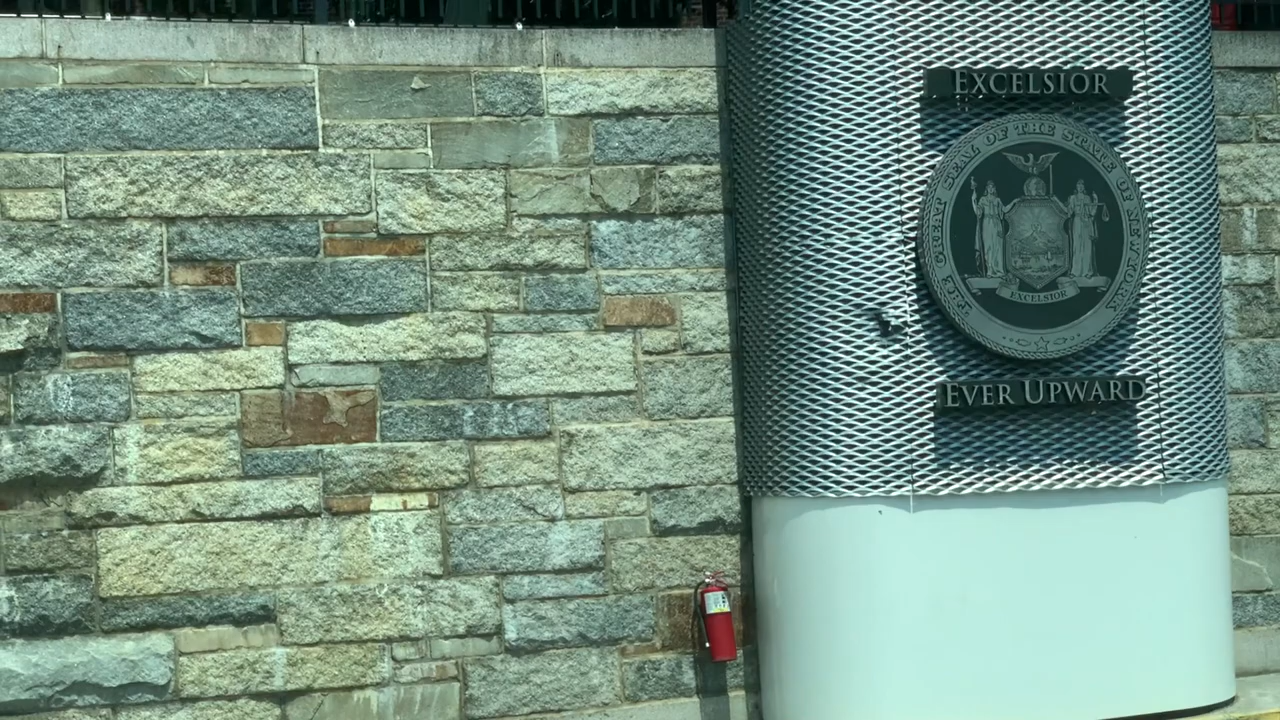 EXCELSIOR
THE GREAT SEAL OF THE STATE OF NEW YORK
EXCELSIOR
EVER UPWARD